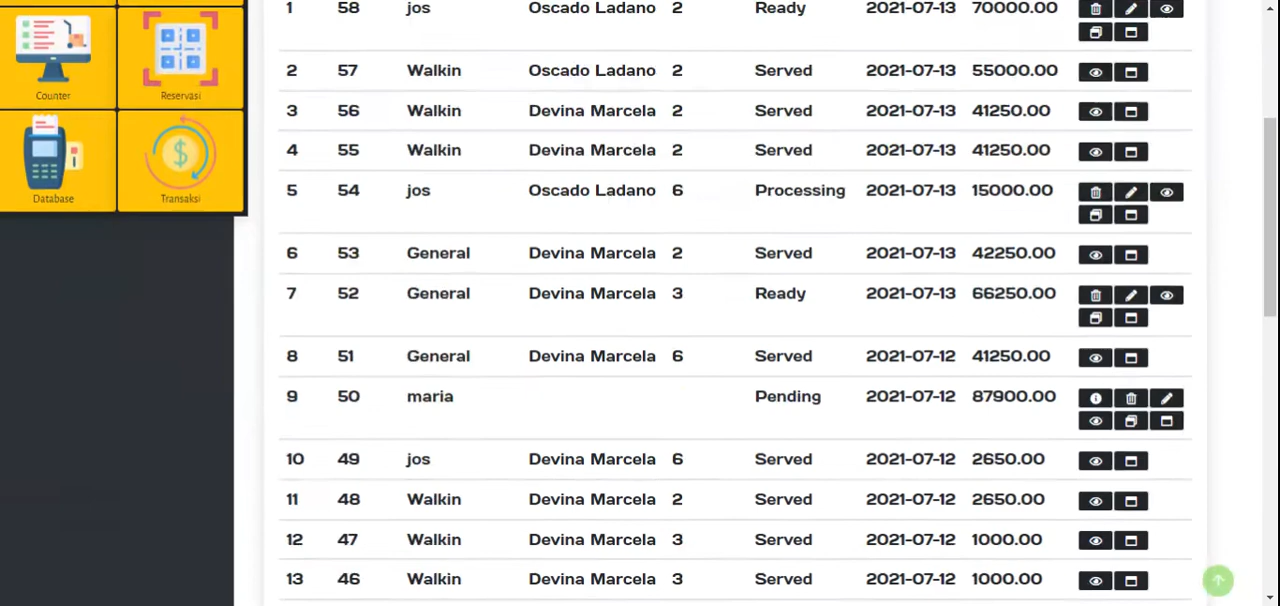 1 58 jos Oscado Ladano 2 Ready 2021-07-13 70000.00
Counter Reservasi
2 57 Walkin Oscado Ladano 2 Served 2021-07-13 55000.00
3 56 Walkin Devina Marcela 2 Served 2021-07-13 41250.00
4 55 Walkin Devina Marcela 2 Served 2021-07-13 41250.00
Database Transaksi
5 54 jos Oscado Ladano 6 Processing 2021-07-13 15000.00
6 53 General Devina Marcela 2 Served 2021-07-13 42250.00
7 52 General Devina Marcela 3 Ready 2021-07-13 66250.00
8 51 General Devina Marcela 6 Served 2021-07-12 41250.00
9 50 maria Pending 2021-07-12 87900.00
10 49 jos Devina Marcela 6 Served 2021-07-12 2650.00
11 48 Walkin Devina Marcela 2 Served 2021-07-12 2650.00
12 47 Walkin Devina Marcela 3 Served 2021-07-12 1000.00
13 46 Walkin Devina Marcela 3 Served 2021-07-12 1000.00